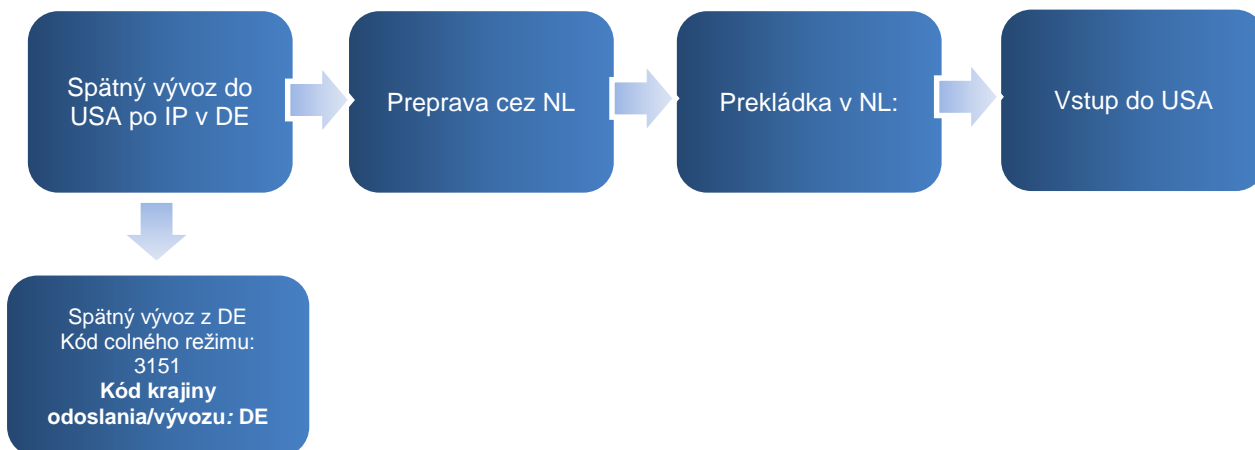 Spätný vývoz do
USA po IP v DE
Preprava cez NL
Prekládka v NL:
Vstup do USA
Spätný vývoz z DE
Kód colného režimu:
3151
Kód krajiny
odoslania/vývozu: DE